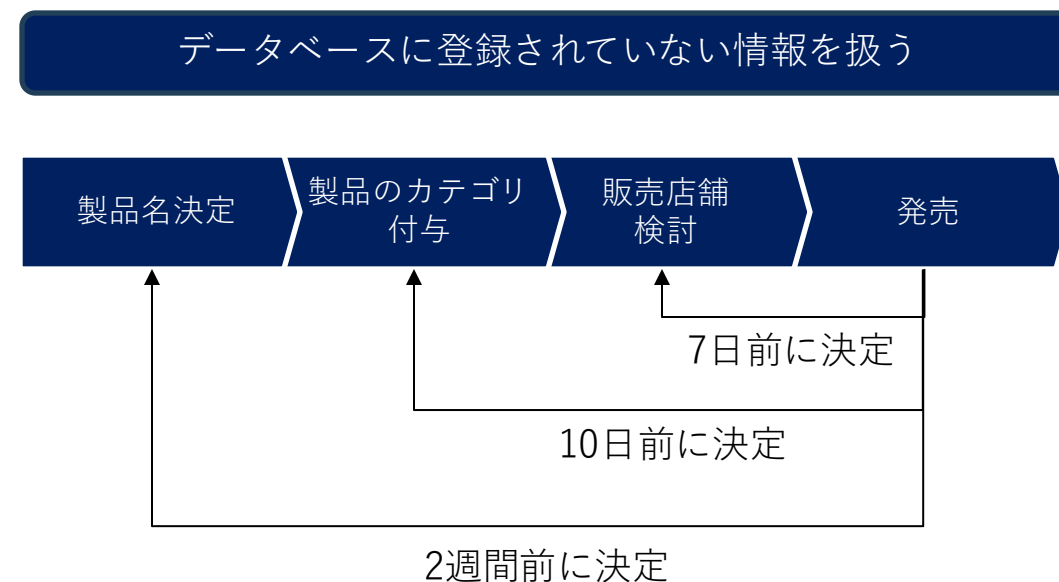 データベースに登録されていない情報を扱う
製品名決定
製品のカテゴリ
付与
販売店舗
検討
発売
7日前に決定
10日前に決定
2週間前に決定